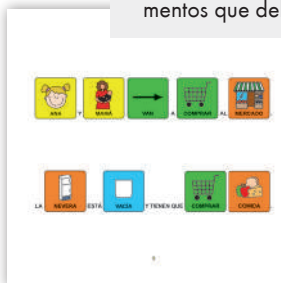 mentos que de
ANA Y MAMÁ VAN A COMPRAR AL MERCADO.
LA NEVERA ESTÁ VACÍA Y TIENEN QUE COMPRAR COMIDA.